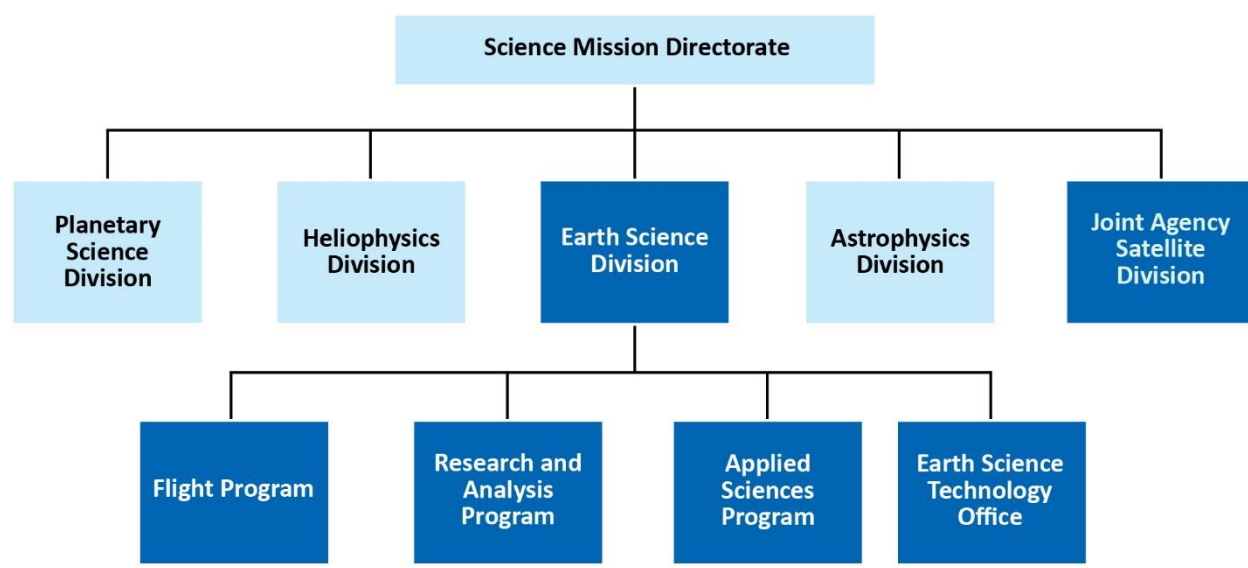 Science Mission Directorate
Planetary
Science
Division
Heliophysics
Division
Earth Science
Division
Astrophysics
Division
Joint Agency
Satellite
Division
Flight Program
Research and
Analysis
Program
Applied
Sciences
Program
Earth Science
Technology
Office